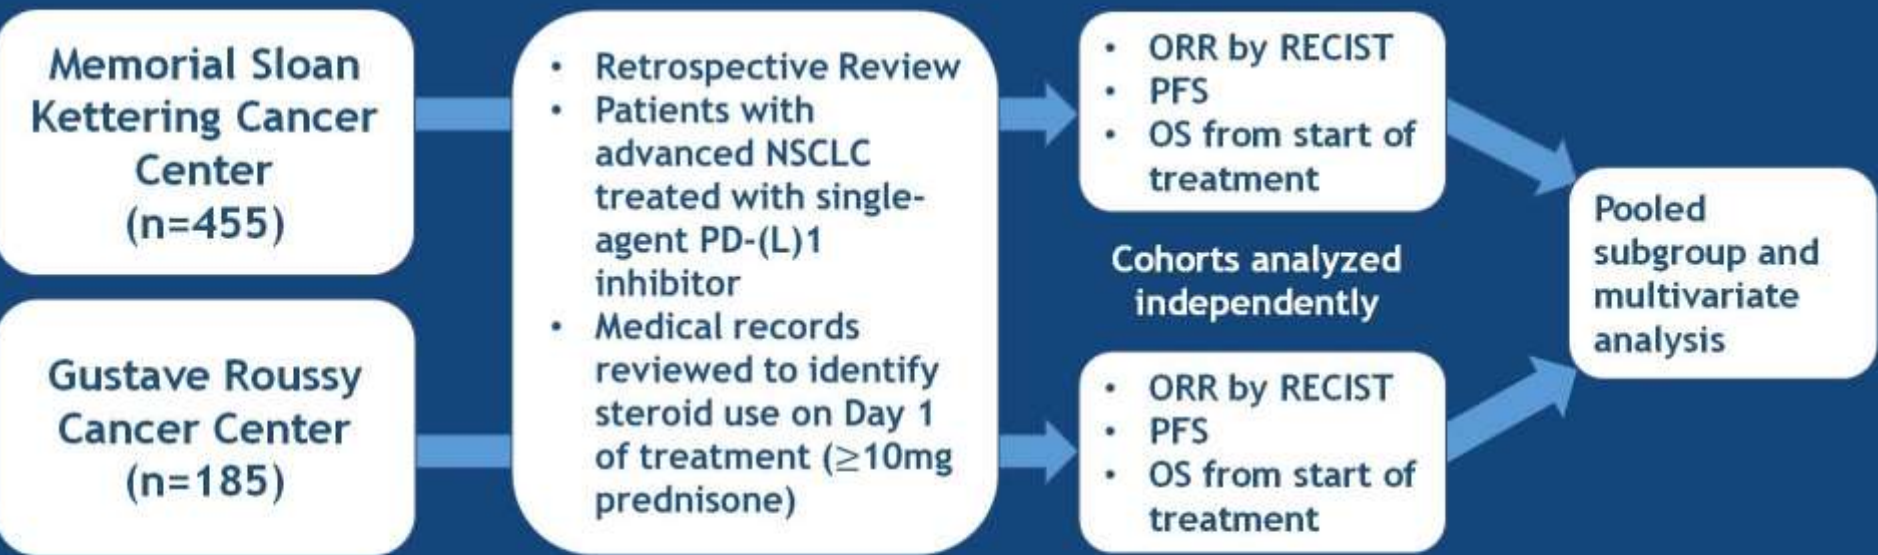 Memorial Sloan
Kettering Cancer
Center
(n=455)
Gustave Roussy
Cancer Center
(n=185)
• Retrospective Review
• Patients with
advanced NSCLC
treated with single-
agent PD-(L)1
inhibitor
• Medical records
reviewed to identify
steroid use on Day 1
of treatment (≥10mg
prednisone)
• ORR by RECIST
• PFS
• OS from start of
treatment
Cohorts analyzed
independently
• ORR by RECIST
• PFS
• OS from start of
treatment
Pooled
subgroup and
multivariate
analysis